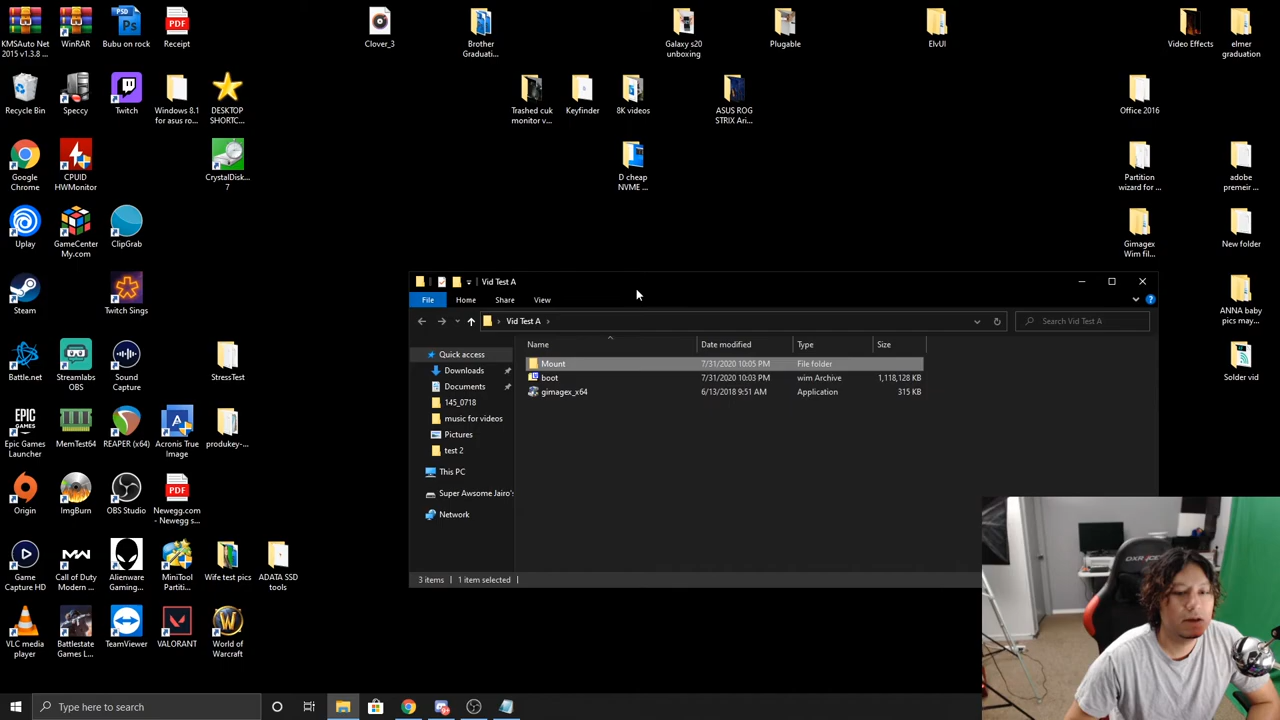 KMSAuto Net
2015 v1.3.8 ...
WinRAR
PSD
Bubu on rock
PDF
Receipt
Clover_3
Brother
Graduati...
Galaxy s20
unboxing
Plugable
ElvUI
Video Effects
elmer
graduation
Recycle Bin
Speccy
Twitch
Windows 8.1
for asus ro...
DESKTOP
SHORTC...
Trashed cuk
monitor v...
Keyfinder
8K videos
ASUS ROG
STRIX Ari...
Office 2016
Google
Chrome
CPUID
HWMonitor
CrystalDisk...
7
D cheap
NVME ...
Partition
wizard for ...
adobe
premeir ...
Uplay
GameCenter
My.com
ClipGrab
Gimagex
Wim fil...
New folder
Steam
Twitch Sings
ANNA baby
pics may...
Battle.net
Streamlabs
OBS
Sound
Capture
StressTest
Solder vid
Epic Games
Launcher
MemTest64
REAPER (x64)
Acronis True
Image
produkey-...
Origin
ImgBurn
OBS Studio
PDF
Newegg.com
- Newegg s...
Game
Capture HD
Call of Duty
Modern ...
Alienware
Gaming...
MiniTool
Partiti...
Wife test pics
ADATA SSD
tools
VLC media
player
Battlestate
Games L...
TeamViewer
VALORANT
World of
Warcraft
Vid Test A
File Home Share View
Vid Test A
Search Vid Test A
Name Date modified Type Size
Quick access
Downloads
Documents
145_0718
music for videos
Pictures
test 2
This PC
Super Awsome Jairo's
Network
Mount 7/31/2020 10:05 PM File folder
boot 7/31/2020 10:03 PM wim Archive 1,118,128 KB
gimagex_x64 6/13/2018 9:51 AM Application 315 KB
3 items 1 item selected
Type here to search